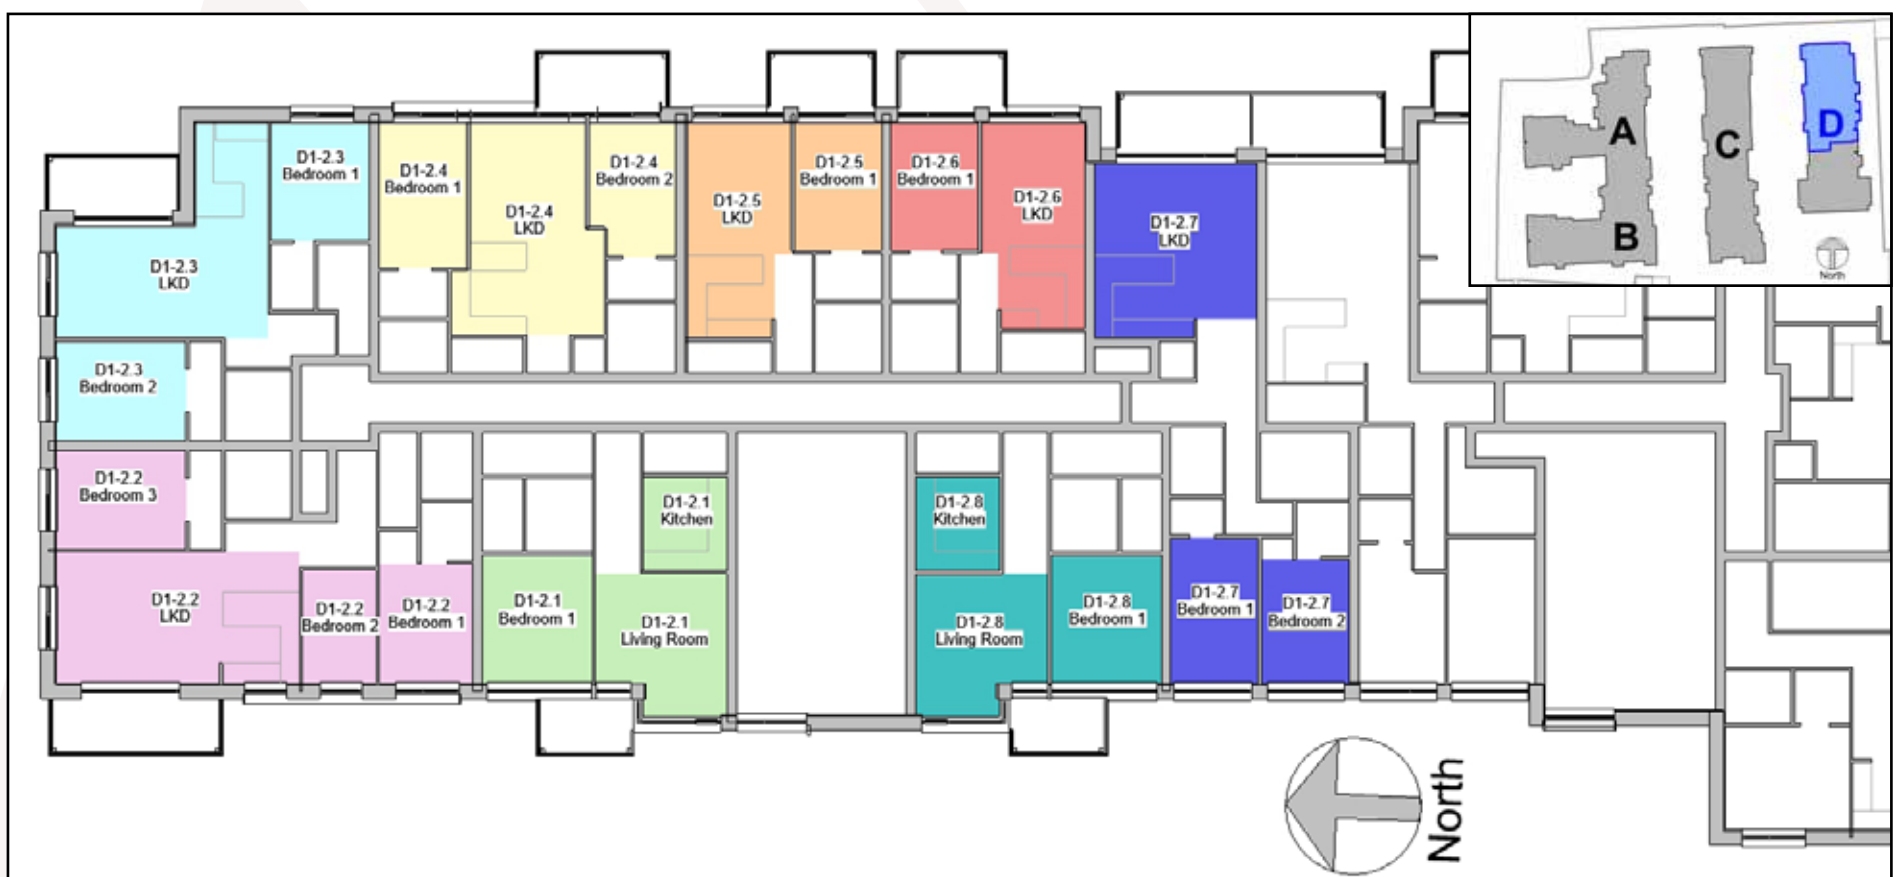 D1-2.3
Bedroom 1
D1-2.4
Bedroom 1
D1-2.4
LKD
D1-2.4
Bedroom 2
D1-2.5
LKD
D1-2.5
Bedroom 1
D1-2.6
Bedroom 1
D1-2.6
LKD
D1-2.7
LKD
D1-2.3
LKD
D1-2.3
Bedroom 2
D1-2.2
Bedroom 3
D1-2.2
LKD
D1-2.2
Bedroom 2
D1-2.2
Bedroom 1
D1-2.1
Bedroom 1
D1-2.1
Kitchen
D1-2.1
Living Room
D1-2.8
Kitchen
D1-2.8
Living Room
D1-2.8
Bedroom 1
D1-2.7
Bedroom 1
D1-2.7
Bedroom 2
A
B
C
D
North
North